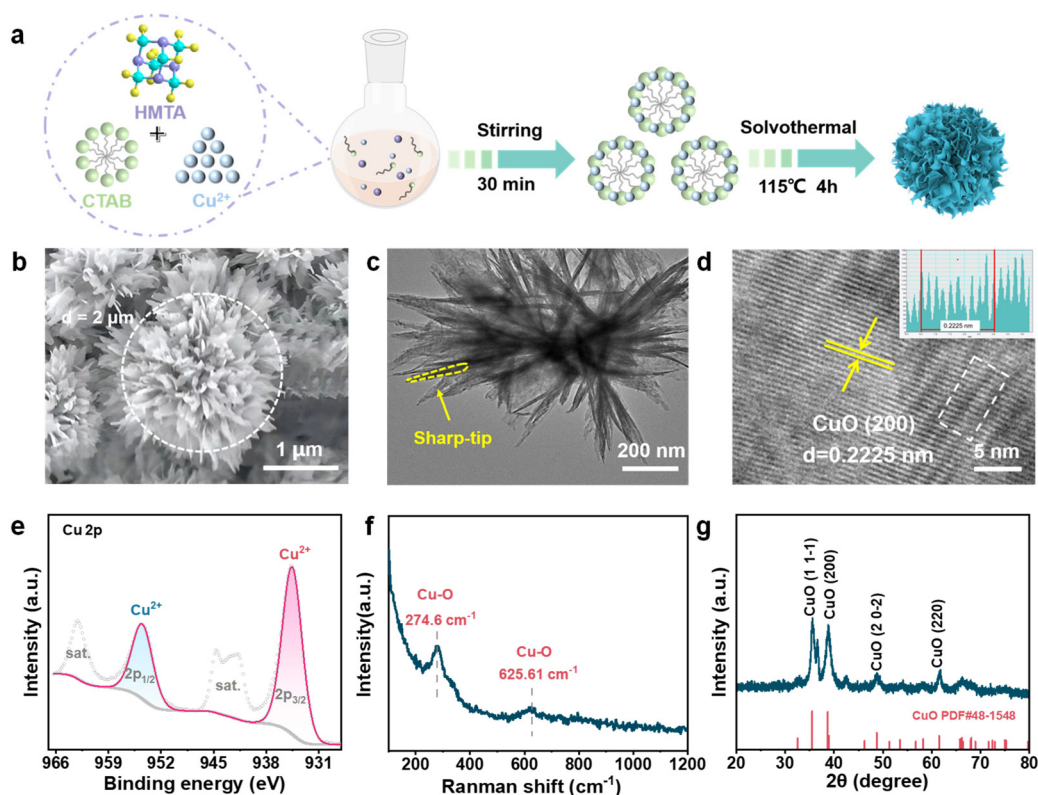 a
HMTA
+
CTAB
Cu2+
Stirring
30 min
Solvothermal
115℃ 4h
b
d = 2 μm
1 μm
c
Sharp-tip
200 nm
d
0.2225 nm
CuO (200)
d=0.2225 nm
5 nm
e
Cu 2p
Cu2+
Cu2+
sat.
2p1/2
sat.
2p3/2
Intensity (a.u.)
966 959 952 945 938 931
Binding energy (eV)
f
Cu-O
274.6 cm-1
Cu-O
625.61 cm-1
Intensity(a.u.)
200 400 600 800 1000 1200
Ranman shift (cm-1)
g
CuO (1 1-1)
CuO (200)
CuO (2 0-2)
CuO (220)
CuO PDF#48-1548
Intensity (a.u.)
20 30 40 50 60 70 80
2θ (degree)